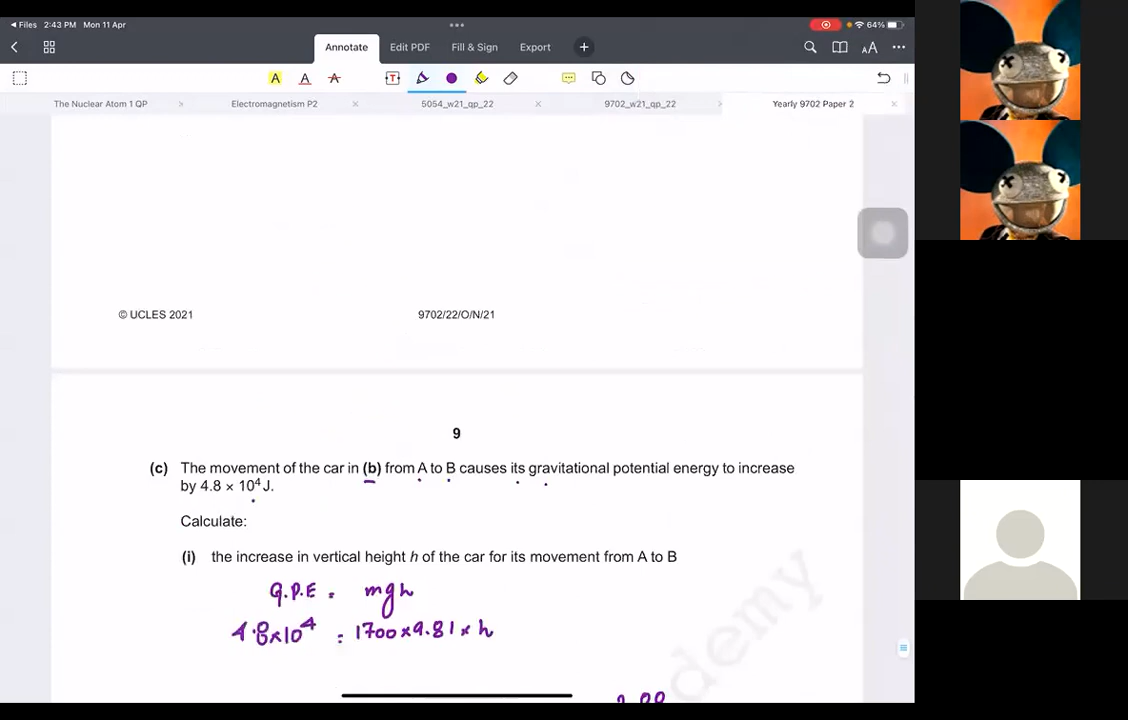 Files 2:43 PM Mon 11 Apr 64%
Annotate Edit PDF Fill & Sign Export
The Nuclear Atom 1 QP Electromagnetism P2 5054_w21_qp_22 9702_w21_qp_22 Yearly 9702 Paper 2
© UCLES 2021 9702/22/O/N/21
9
(c) The movement of the car in (b) from A to B causes its gravitational potential energy to increase
by 4.8 × 10⁴ J.
Calculate:
(i) the increase in vertical height h of the car for its movement from A to B
G.P.E = mgh
4.8×10⁴ = 1700×9.81×h
demy